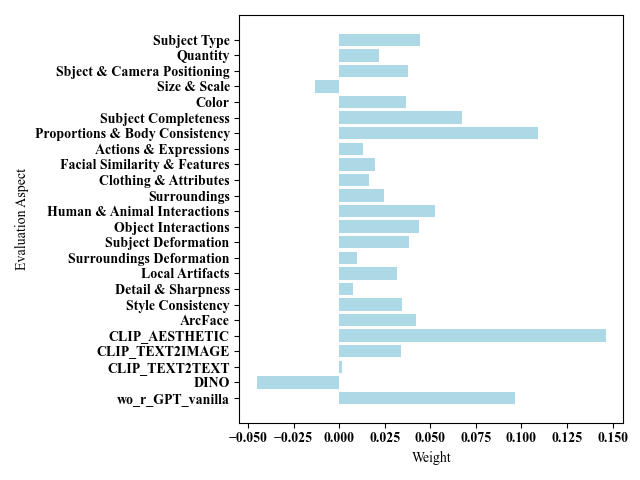 Subject Type
Quantity
Sbject & Camera Positioning
Size & Scale
Color
Subject Completeness
Proportions & Body Consistency
Actions & Expressions
Facial Similarity & Features
Clothing & Attributes
Surroundings
Human & Animal Interactions
Object Interactions
Subject Deformation
Surroundings Deformation
Local Artifacts
Detail & Sharpness
Style Consistency
ArcFace
CLIP_AESTHETIC
CLIP_TEXT2IMAGE
CLIP_TEXT2TEXT
DINO
wo_r_GPT_vanilla
Evaluation Aspect
−0.050 −0.025 0.000 0.025 0.050 0.075 0.100 0.125 0.150
Weight